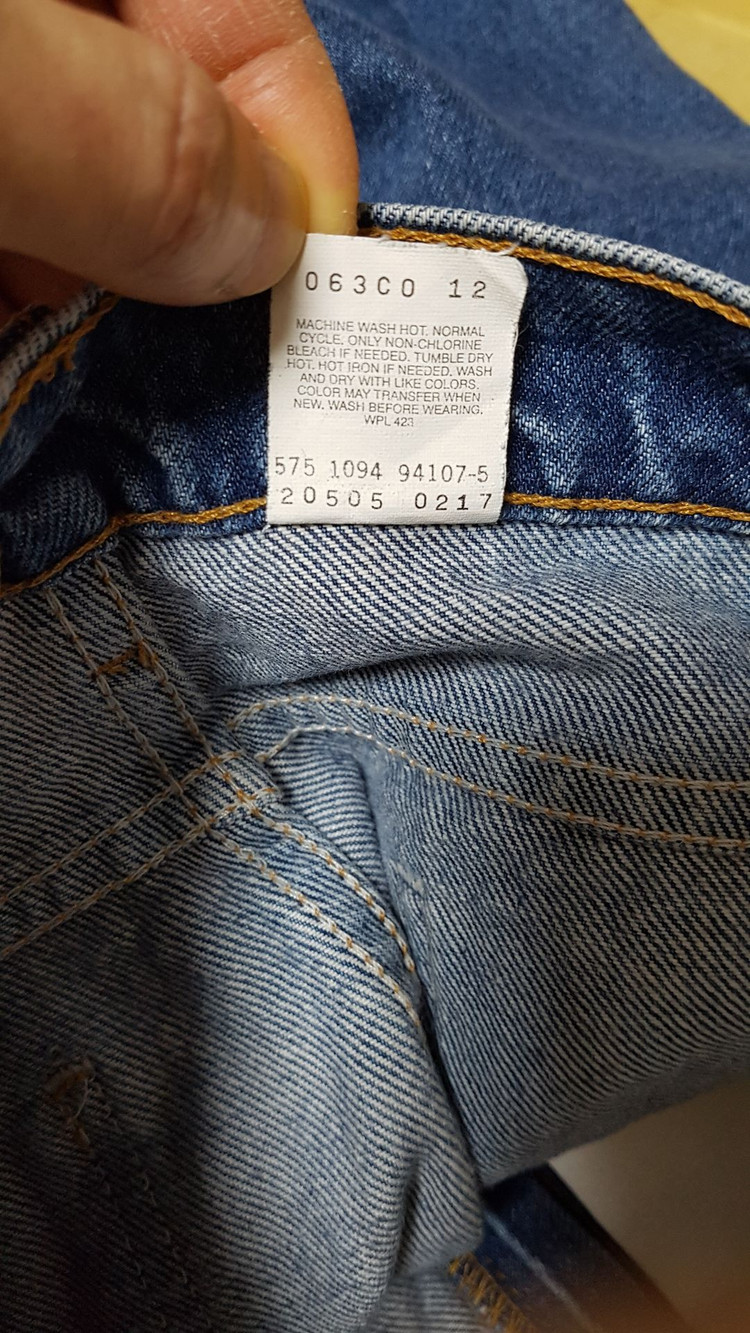 063C0 12
MACHINE WASH HOT. NORMAL
CYCLE. ONLY NON-CHLORINE
BLEACH IF NEEDED. TUMBLE DRY
HOT. HOT IRON IF NEEDED. WASH
AND DRY WITH LIKE COLORS.
COLOR MAY TRANSFER WHEN
NEW. WASH BEFORE WEARING.
WPL 423
575 1094 94107-5
20505 0217